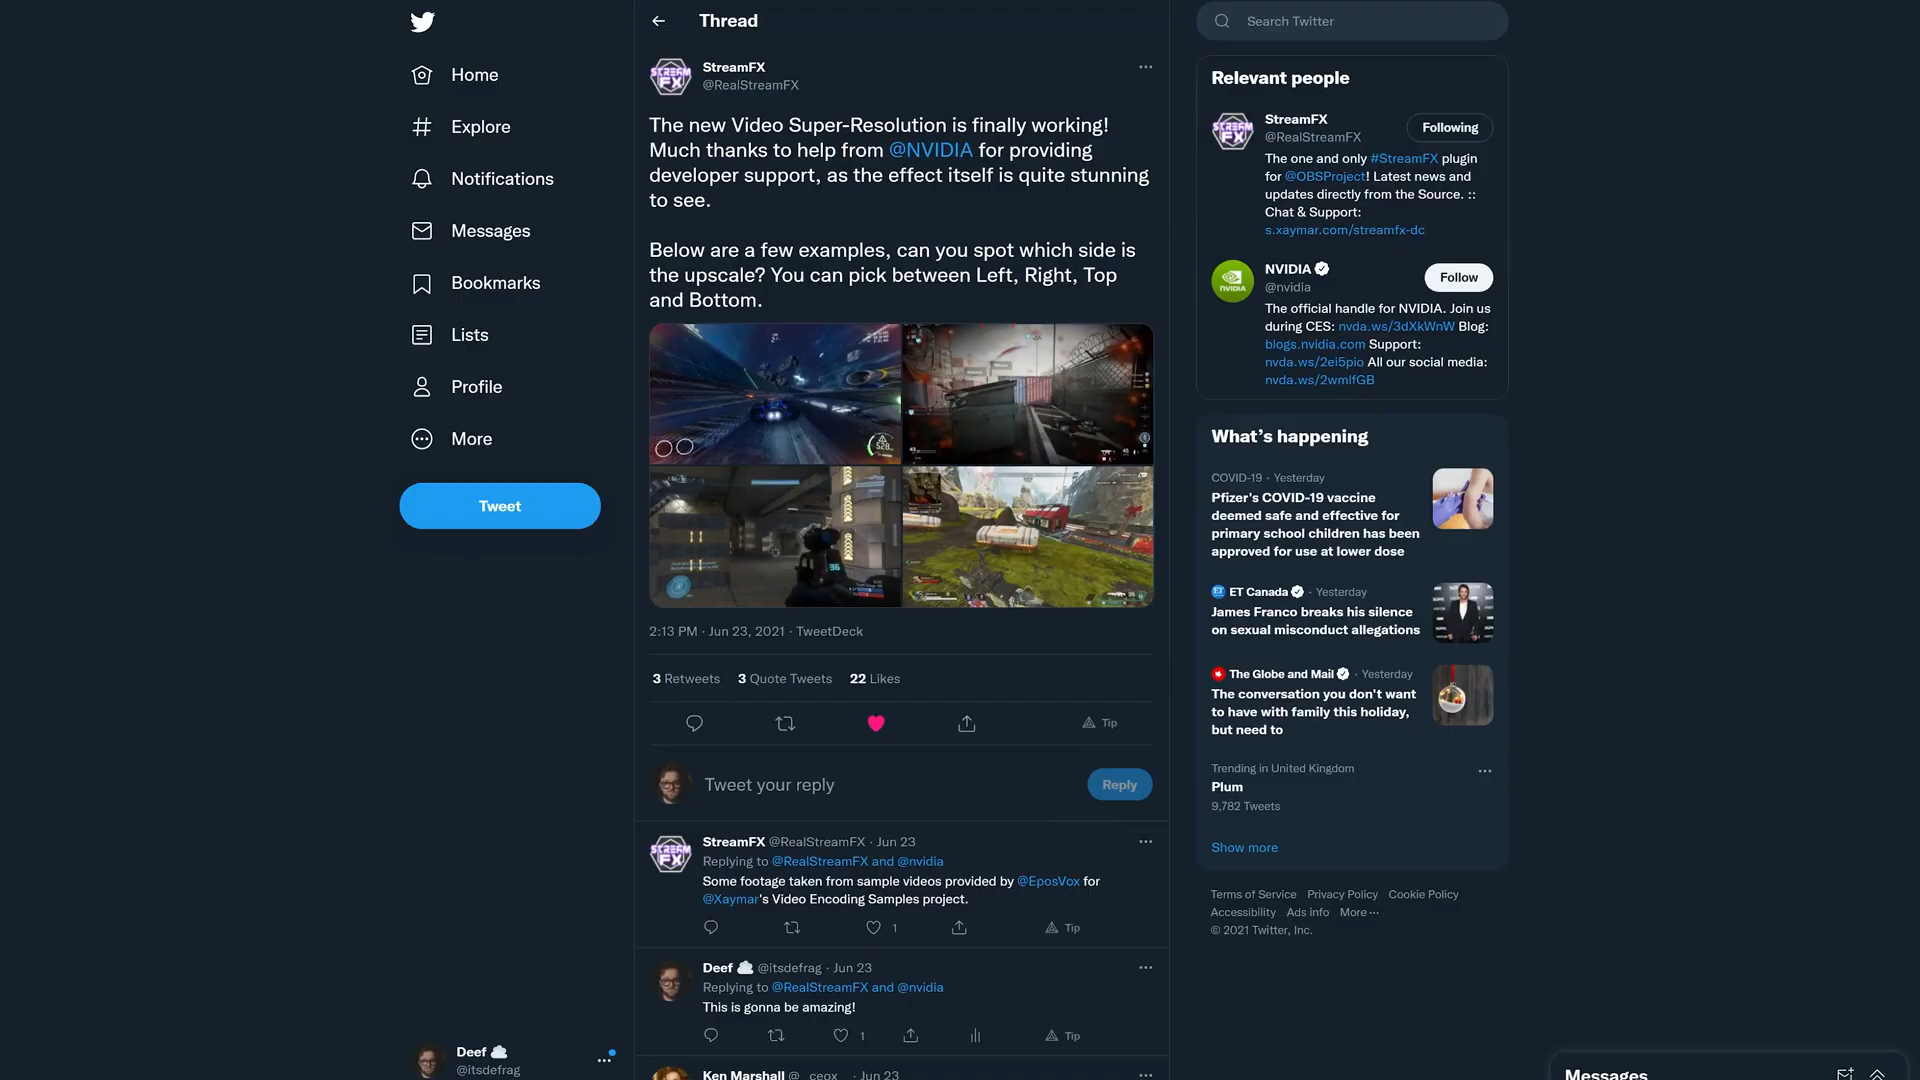 Home
Explore
Notifications
Messages
Bookmarks
Lists
Profile
More
Tweet
Deef
@itsdefrag
Thread
StreamFX
@RealStreamFX
The new Video Super-Resolution is finally working!
Much thanks to help from @NVIDIA for providing
developer support, as the effect itself is quite stunning
to see.
Below are a few examples, can you spot which side is
the upscale? You can pick between Left, Right, Top
and Bottom.
2:13 PM · Jun 23, 2021 · TweetDeck
3 Retweets 3 Quote Tweets 22 Likes
Tip
Tweet your reply
Reply
StreamFX @RealStreamFX · Jun 23
Replying to @RealStreamFX and @nvidia
Some footage taken from sample videos provided by @EposVox for
@Xaymar's Video Encoding Samples project.
1 Tip
Deef @itsdefrag · Jun 23
Replying to @RealStreamFX and @nvidia
This is gonna be amazing!
1 Tip
Ken Marshall · Jun 23
Search Twitter
Relevant people
StreamFX
@RealStreamFX
Following
The one and only #StreamFX plugin
for @OBSProject! Latest news and
updates directly from the Source. ::
Chat & Support:
s.xaymar.com/streamfx-dc
NVIDIA
@nvidia
Follow
The official handle for NVIDIA. Join us
during CES: nvda.ws/3dXkWnW Blog:
blogs.nvidia.com Support:
nvda.ws/2ei5pio All our social media:
nvda.ws/2wmlfGB
What's happening
COVID-19 · Yesterday
Pfizer's COVID-19 vaccine
deemed safe and effective for
primary school children has been
approved for use at lower dose
ET Canada · Yesterday
James Franco breaks his silence
on sexual misconduct allegations
The Globe and Mail · Yesterday
The conversation you don't want
to have with family this holiday,
but need to
Trending in United Kingdom
Plum
9,782 Tweets
Show more
Terms of Service Privacy Policy Cookie Policy
Accessibility Ads info More ···
© 2021 Twitter, Inc.
Messages